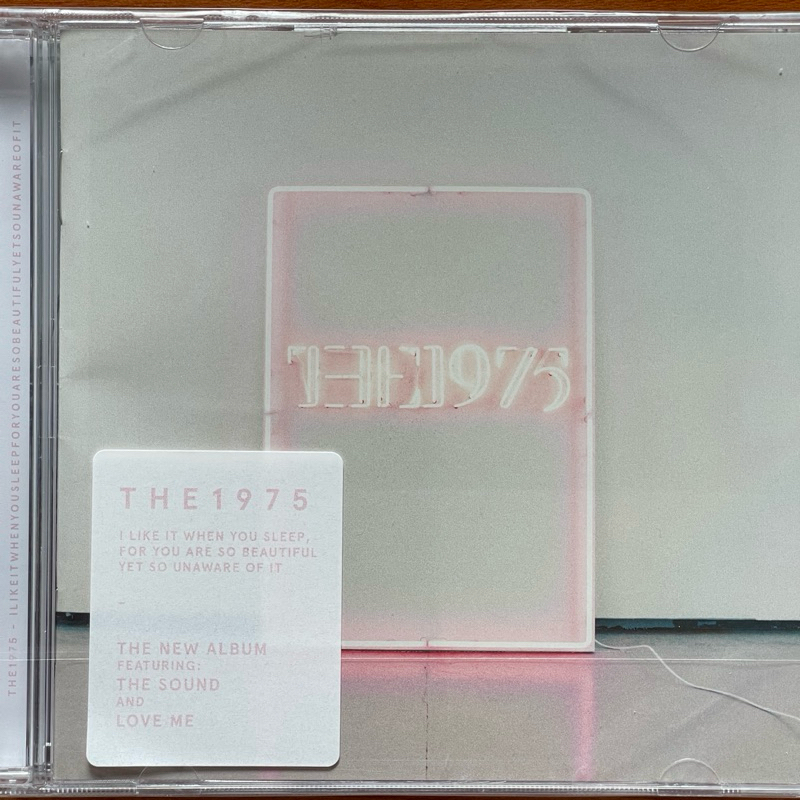 THE1975 - ILIKEITWHENYOUSLEEPFORYOUARESOBEAUTIFULYETSOUNAWAREOFIT
THE1975
THE1975
I LIKE IT WHEN YOU SLEEP,
FOR YOU ARE SO BEAUTIFUL
YET SO UNAWARE OF IT
THE NEW ALBUM
FEATURING:
THE SOUND
AND
LOVE ME